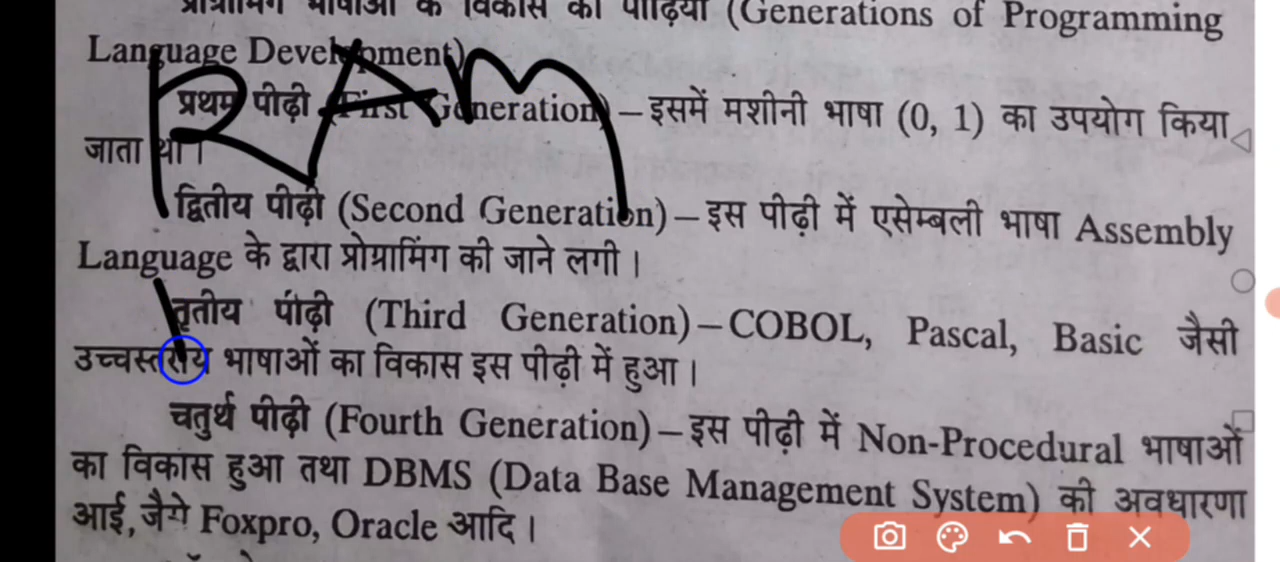 प्रोग्रामिंग भाषाओं के विकास की पीढ़ियाँ (Generations of Programming
Language Development)
RAM
प्रथम पीढ़ी (First Generation) – इसमें मशीनी भाषा (0, 1) का उपयोग किया
जाता था।
द्वितीय पीढ़ी (Second Generation) – इस पीढ़ी में एसेम्बली भाषा Assembly
Language के द्वारा प्रोग्रामिंग की जाने लगी।
तृतीय पीढ़ी (Third Generation) – COBOL, Pascal, Basic जैसी
उच्चस्तरीय भाषाओं का विकास इस पीढ़ी में हुआ।
चतुर्थ पीढ़ी (Fourth Generation) – इस पीढ़ी में Non-Procedural भाषाओं
का विकास हुआ तथा DBMS (Data Base Management System) की अवधारणा
आई, जैसे Foxpro, Oracle आदि।